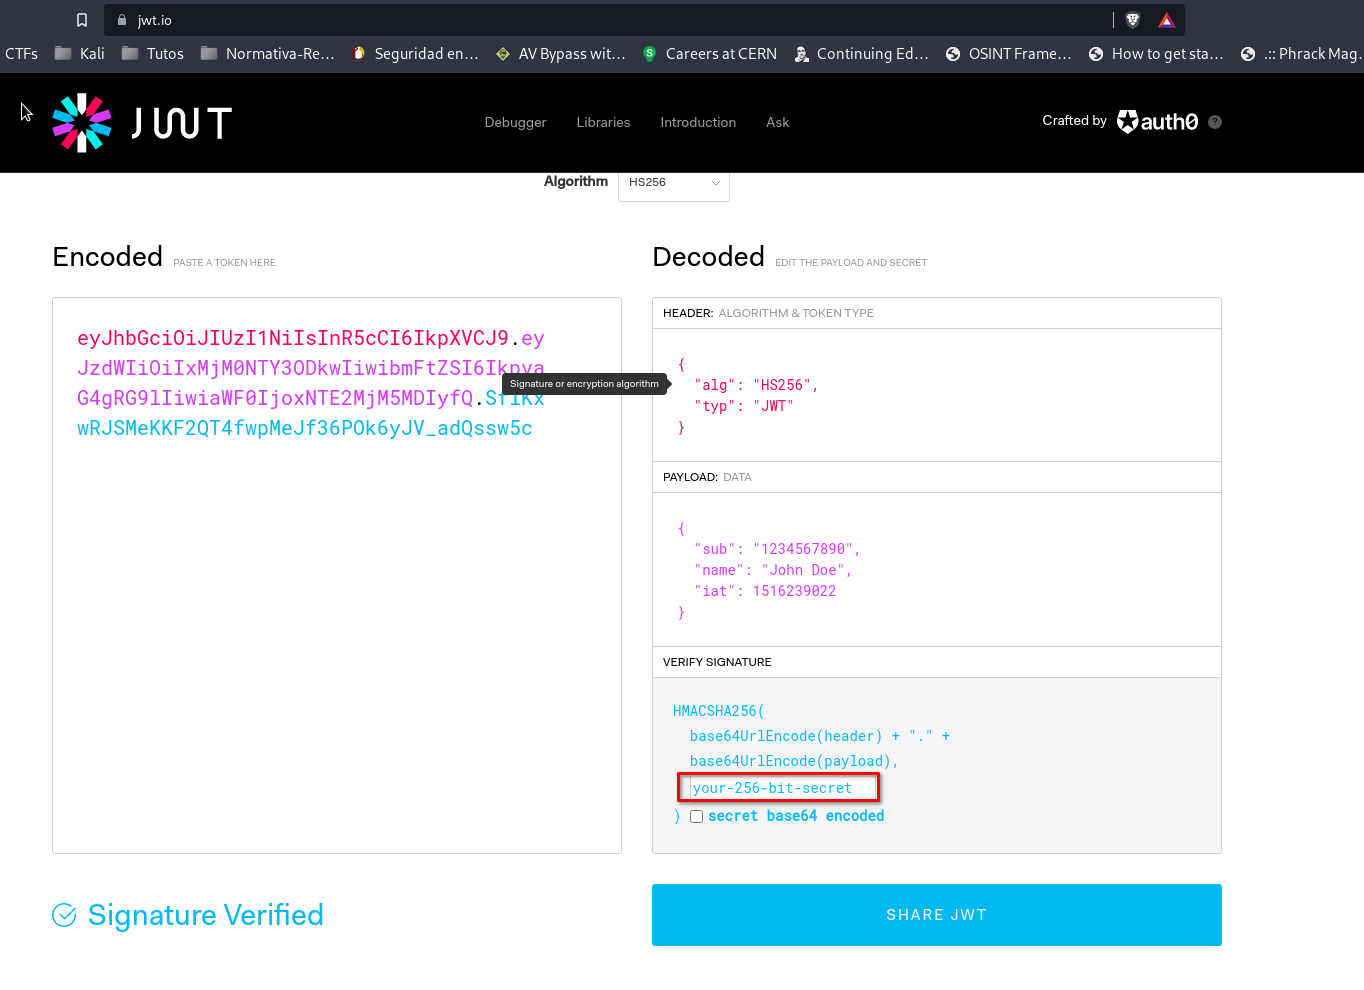 jwt.io
CTFs Kali Tutos Normativa-Re... Seguridad en... AV Bypass wit... Careers at CERN Continuing Ed... OSINT Frame... How to get sta... .:: Phrack Mag.
JWT
Debugger Libraries Introduction Ask
Crafted by auth0 ?
Algorithm HS256
Encoded PASTE A TOKEN HERE
eyJhbGciOiJIUzI1NiIsInR5cCI6IkpXVCJ9.ey
JzdWIiOiIxMjM0NTY3ODkwIiwibmFtZSI6Ikpva
G4gRG9lIiwiaWF0IjoxNTE2MjM5MDIyfQ.SflKx
wRJSMeKKF2QT4fwpMeJf36POk6yJV_adQssw5c
Signature or encryption algorithm
Decoded EDIT THE PAYLOAD AND SECRET
HEADER: ALGORITHM & TOKEN TYPE
{
"alg": "HS256",
"typ": "JWT"
}
PAYLOAD: DATA
{
"sub": "1234567890",
"name": "John Doe",
"iat": 1516239022
}
VERIFY SIGNATURE
HMACSHA256(
base64UrlEncode(header) + "." +
base64UrlEncode(payload),
your-256-bit-secret
) secret base64 encoded
Signature Verified
SHARE JWT